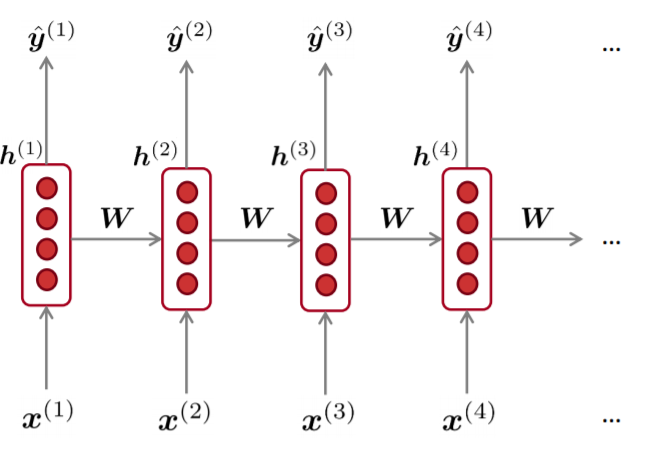 ŷ⁽¹⁾ ŷ⁽²⁾ ŷ⁽³⁾ ŷ⁽⁴⁾ ...
h⁽¹⁾ h⁽²⁾ h⁽³⁾ h⁽⁴⁾
W W W W ...
x⁽¹⁾ x⁽²⁾ x⁽³⁾ x⁽⁴⁾ ...